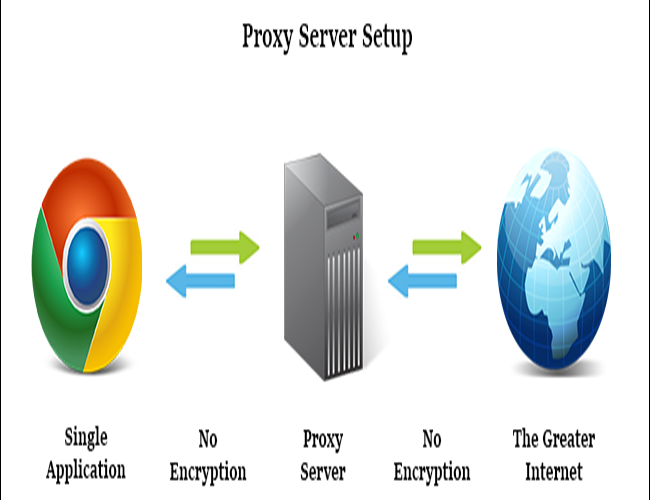 Proxy Server Setup
Single
Application
No
Encryption
Proxy
Server
No
Encryption
The Greater
Internet